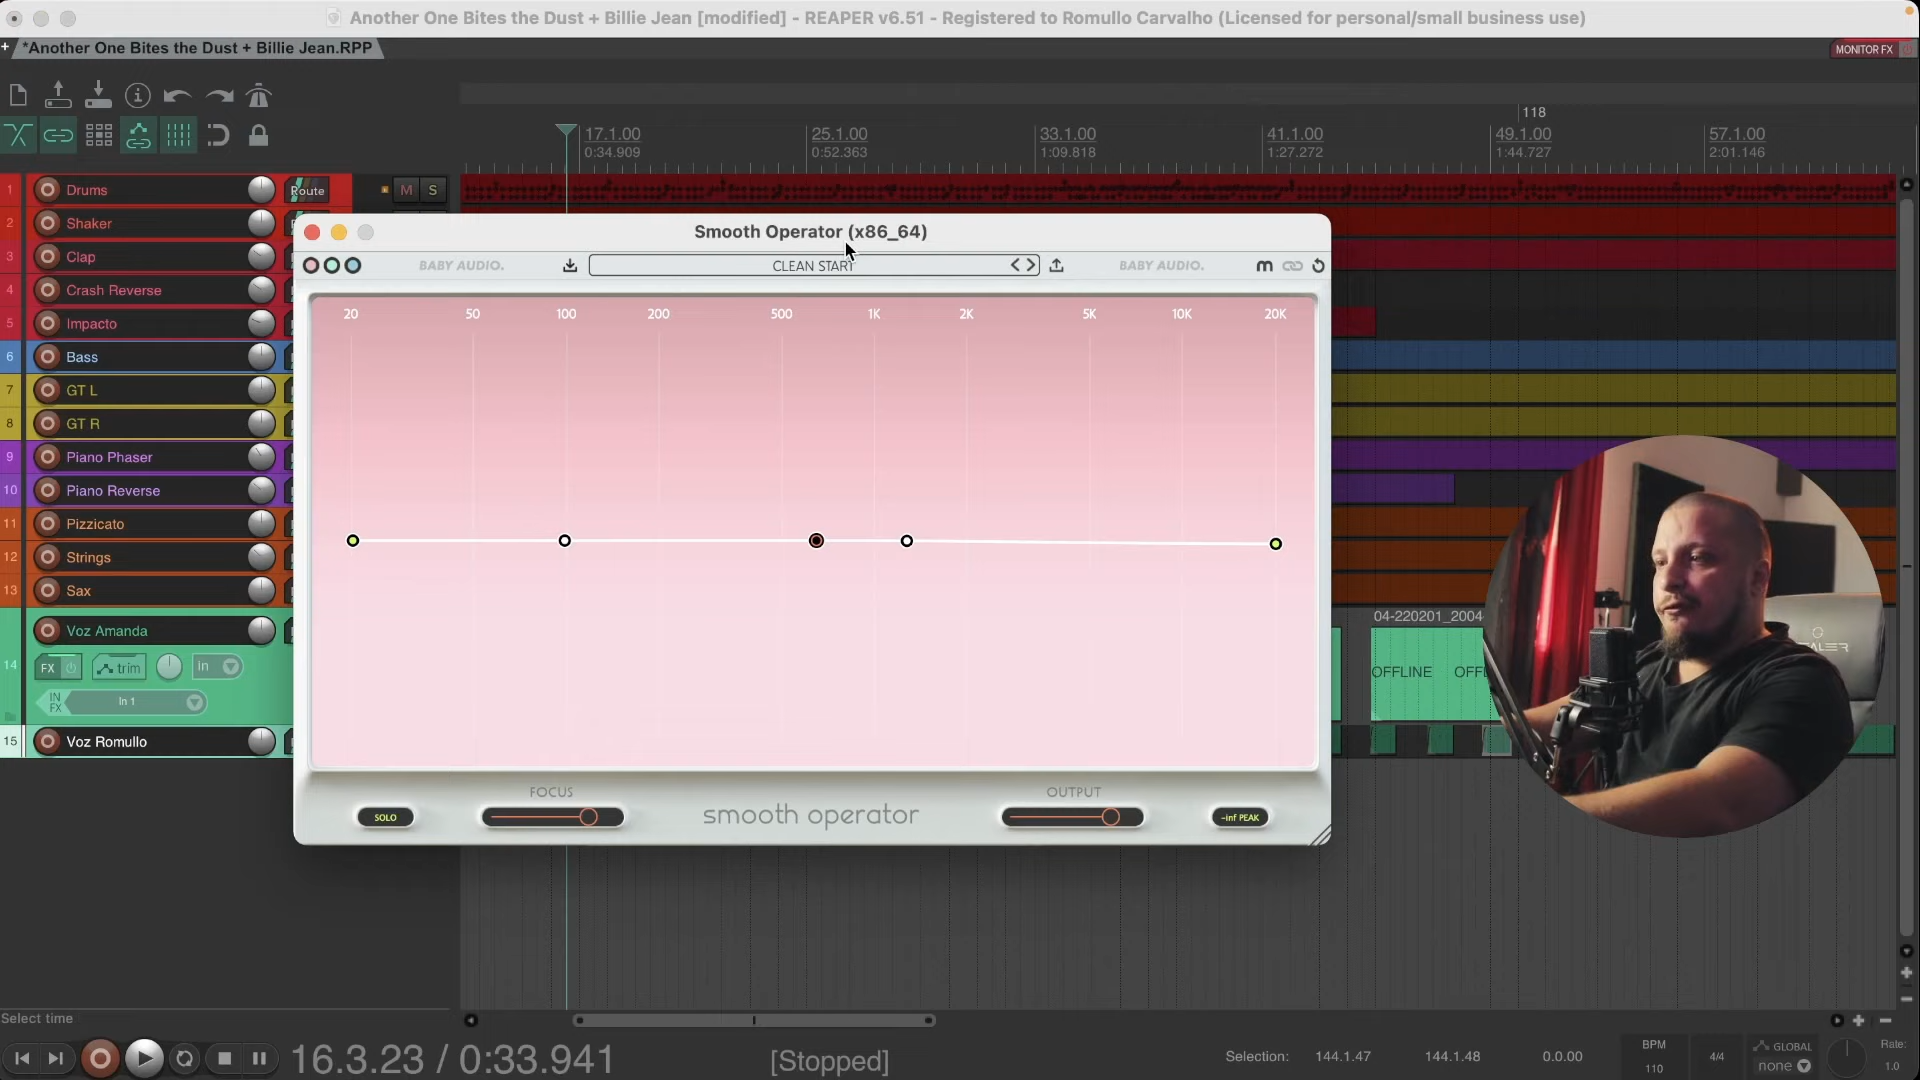 Another One Bites the Dust + Billie Jean [modified] - REAPER v6.51 - Registered to Romullo Carvalho (Licensed for personal/small business use)
+ *Another One Bites the Dust + Billie Jean.RPP
MONITOR FX
118
17.1.00 25.1.00 33.1.00 41.1.00 49.1.00 57.1.00
0:34.909 0:52.363 1:09.818 1:27.272 1:44.727 2:01.146
1 Drums Route M S
2 Shaker
3 Clap
4 Crash Reverse
5 Impacto
6 Bass
7 GT L
8 GT R
9 Piano Phaser
10 Piano Reverse
11 Pizzicato
12 Strings
13 Sax
14 Voz Amanda
FX trim in
IN FX In 1
15 Voz Romullo
Smooth Operator (x86_64)
BABY AUDIO. CLEAN START BABY AUDIO. m
20 50 100 200 500 1K 2K 5K 10K 20K
FOCUS OUTPUT
SOLO smooth operator -inf PEAK
04-220201_2004
OFFLINE
Select time
16.3.23 / 0:33.941 [Stopped]
Selection: 144.1.47 144.1.48 0.0.00
BPM
110
4/4
GLOBAL
none
Rate:
1.0